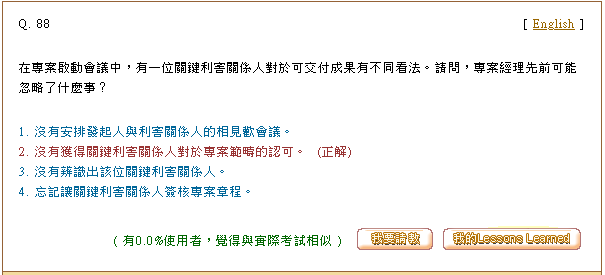 Q. 88 [ English ]
在專案啟動會議中，有一位關鍵利害關係人對於可交付成果有不同看法。請問，專案經理先前可能
忽略了什麼事？
1. 沒有安排發起人與利害關係人的相見歡會議。
2. 沒有獲得關鍵利害關係人對於專案範疇的認可。 (正解)
3. 沒有辨識出該位關鍵利害關係人。
4. 忘記讓關鍵利害關係人簽核專案章程。
( 有0.0%使用者，覺得與實際考試相似 ) 我要請教 我的Lessons Learned